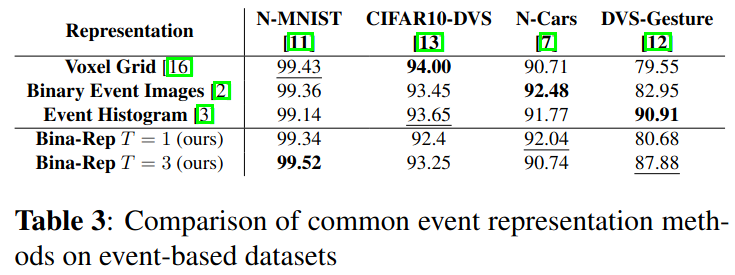 Representation N-MNIST CIFAR10-DVS N-Cars DVS-Gesture
[11] [13] [7] [12]
Voxel Grid [16 99.43 94.00 90.71 79.55
Binary Event Images [2 99.36 93.45 92.48 82.95
Event Histogram [3 99.14 93.65 91.77 90.91
Bina-Rep T = 1 (ours) 99.34 92.4 92.04 80.68
Bina-Rep T = 3 (ours) 99.52 93.25 90.74 87.88
Table 3: Comparison of common event representation meth-
ods on event-based datasets